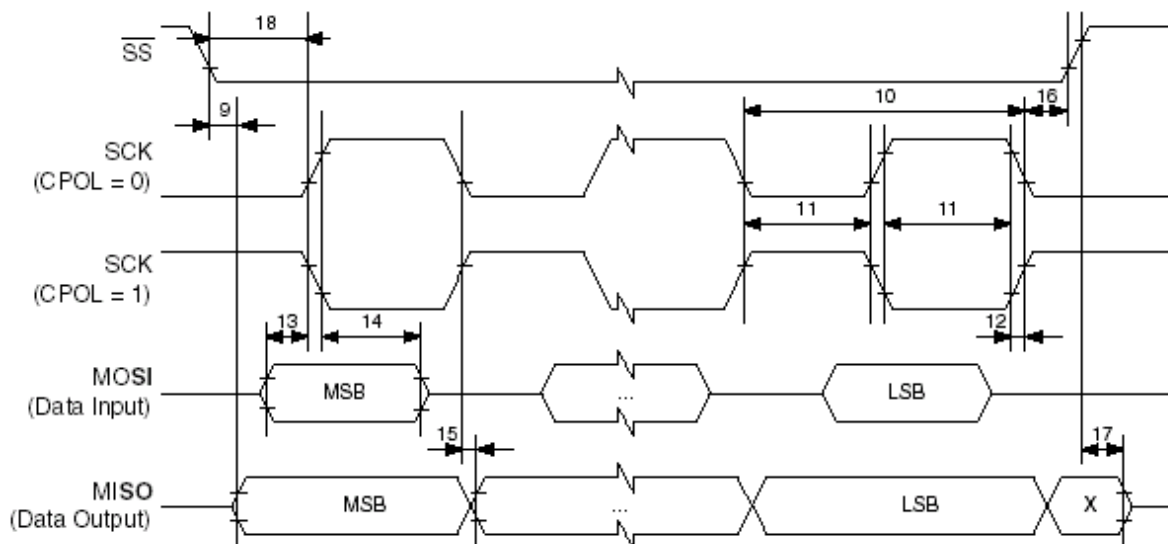 18
SS
9
10
16
SCK
(CPOL = 0)
11
11
SCK
(CPOL = 1)
13
14
12
MOSI
(Data Input)
MSB
...
LSB
15
17
MISO
(Data Output)
MSB
...
LSB
X